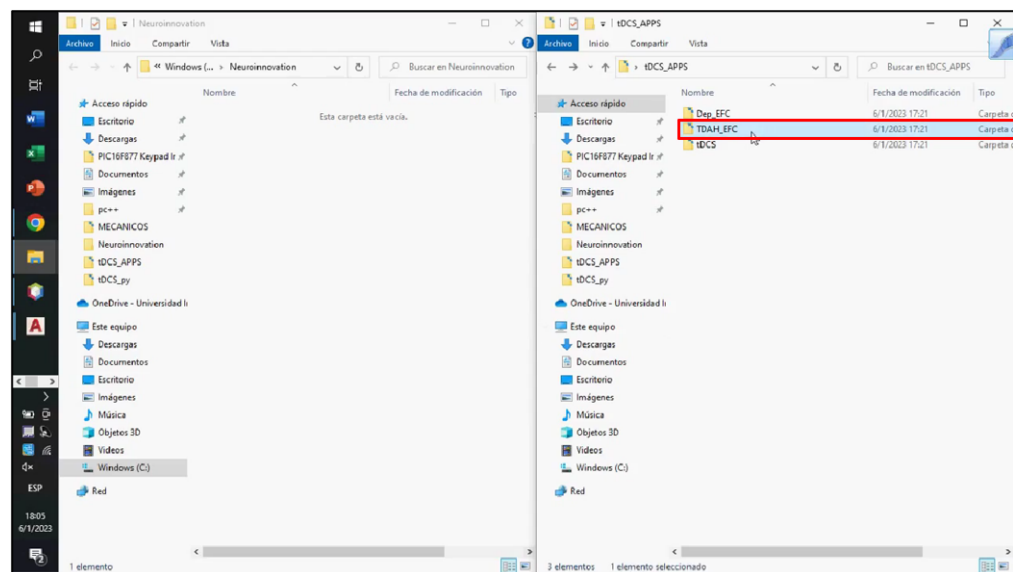 Neuroinnovation
Archivo Inicio Compartir Vista
« Windows (... › Neuroinnovation
Buscar en Neuroinnovation
Nombre Fecha de modificación Tipo
Esta carpeta está vacía.
Acceso rápido
Escritorio
Descargas
PIC16F877 Keypad Ir
Documentos
Imágenes
pc++
MECANICOS
Neuroinnovation
tDCS_APPS
tDCS_py
OneDrive - Universidad I
Este equipo
Descargas
Documentos
Escritorio
Imágenes
Música
Objetos 3D
Videos
Windows (C:)
Red
1 elemento
tDCS_APPS
Archivo Inicio Compartir Vista
› tDCS_APPS
Buscar en tDCS_APPS
Nombre Fecha de modificación Tipo
Dep_EFC 6/1/2023 17:21 Carpeta d
TDAH_EFC 6/1/2023 17:21 Carpeta d
tDCS 6/1/2023 17:21 Carpeta d
Acceso rápido
Escritorio
Descargas
PIC16F877 Keypad Ir
Documentos
Imágenes
pc++
MECANICOS
Neuroinnovation
tDCS_APPS
tDCS_py
OneDrive - Universidad I
Este equipo
Descargas
Documentos
Escritorio
Imágenes
Música
Objetos 3D
Videos
Windows (C:)
Red
3 elementos 1 elemento seleccionado
ESP
18:05
6/1/2023
2